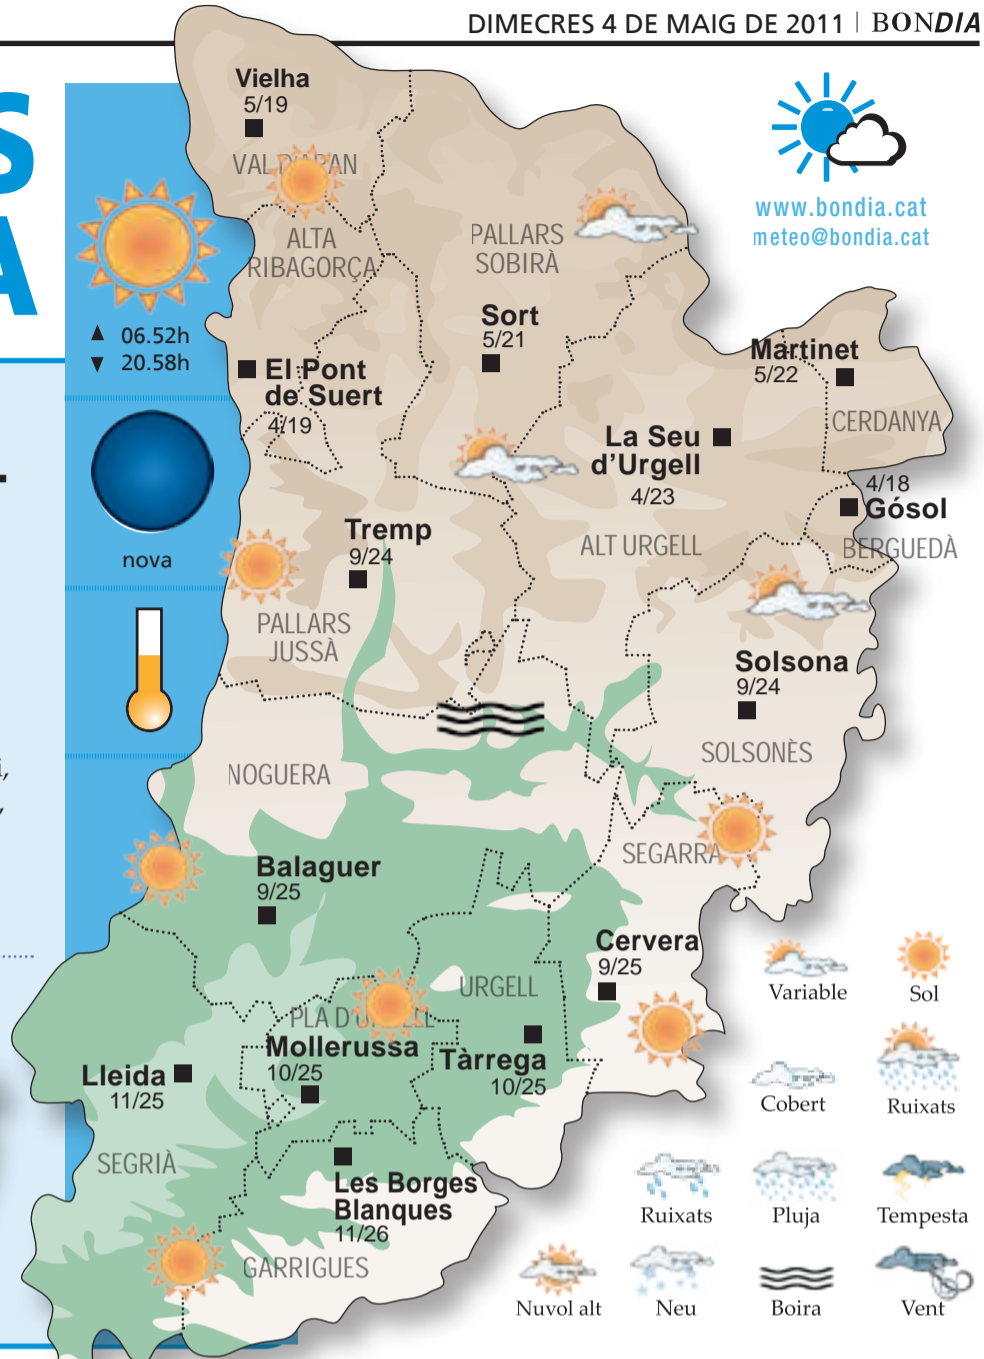 DIMECRES 4 DE MAIG DE 2011 | BONDIA
S
A
www.bondia.cat
meteo@bondia.cat
▲ 06.52h
▼ 20.58h
nova
Vielha
5/19
VAL D'ARAN
ALTA
RIBAGORÇA
PALLARS
SOBIRÀ
Sort
5/21
Martinet
5/22
CERDANYA
El Pont
de Suert
4/19
La Seu
d'Urgell
4/23
4/18
Gósol
BERGUEDÀ
Tremp
9/24
ALT URGELL
PALLARS
JUSSÀ
Solsona
9/24
SOLSONÈS
NOGUERA
i,
SEGARRA
Balaguer
9/25
Cervera
9/25
URGELL
PLA D'URGELL
Mollerussa
10/25
Tàrrega
10/25
Lleida
11/25
SEGRIÀ
Les Borges
Blanques
11/26
GARRIGUES
Variable
Sol
Cobert
Ruixats
Ruixats
Pluja
Tempesta
Nuvol alt
Neu
Boira
Vent